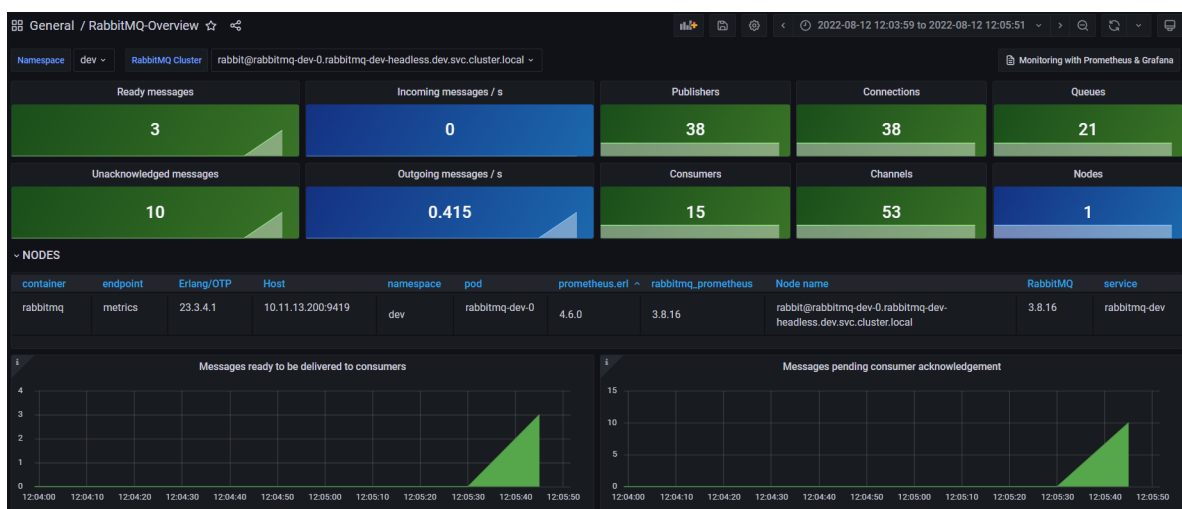 General / RabbitMQ-Overview
2022-08-12 12:03:59 to 2022-08-12 12:05:51
Namespace dev RabbitMQ Cluster rabbit@rabbitmq-dev-0.rabbitmq-dev-headless.dev.svc.cluster.local Monitoring with Prometheus & Grafana
Ready messages Incoming messages / s Publishers Connections Queues
3 0 38 38 21
Unacknowledged messages Outgoing messages / s Consumers Channels Nodes
10 0.415 15 53 1
NODES
container endpoint Erlang/OTP Host namespace pod prometheus.erl rabbitmq_prometheus Node name RabbitMQ service
rabbitmq metrics 23.3.4.1 10.11.13.200:9419 dev rabbitmq-dev-0 4.6.0 3.8.16 rabbit@rabbitmq-dev-0.rabbitmq-dev- 3.8.16 rabbitmq-dev
headless.dev.svc.cluster.local
i Messages ready to be delivered to consumers
4
3
2
1
0
12:04:00 12:04:10 12:04:20 12:04:30 12:04:40 12:04:50 12:05:00 12:05:10 12:05:20 12:05:30 12:05:40 12:05:50
i Messages pending consumer acknowledgement
15
10
5
0
12:04:00 12:04:10 12:04:20 12:04:30 12:04:40 12:04:50 12:05:00 12:05:10 12:05:20 12:05:30 12:05:40 12:05:50